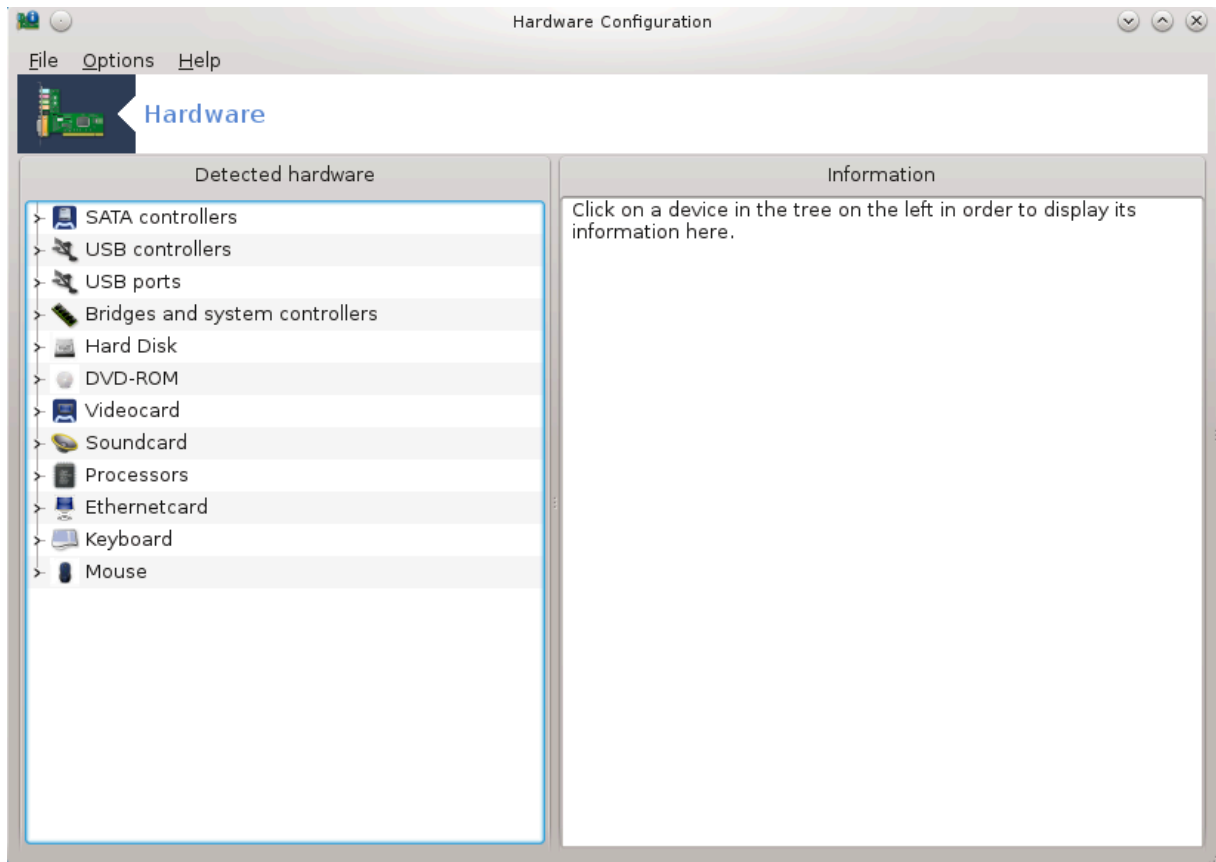 Hardware Configuration
File Options Help
Hardware
Detected hardware
SATA controllers
USB controllers
USB ports
Bridges and system controllers
Hard Disk
DVD-ROM
Videocard
Soundcard
Processors
Ethernetcard
Keyboard
Mouse
Information
Click on a device in the tree on the left in order to display its
information here.